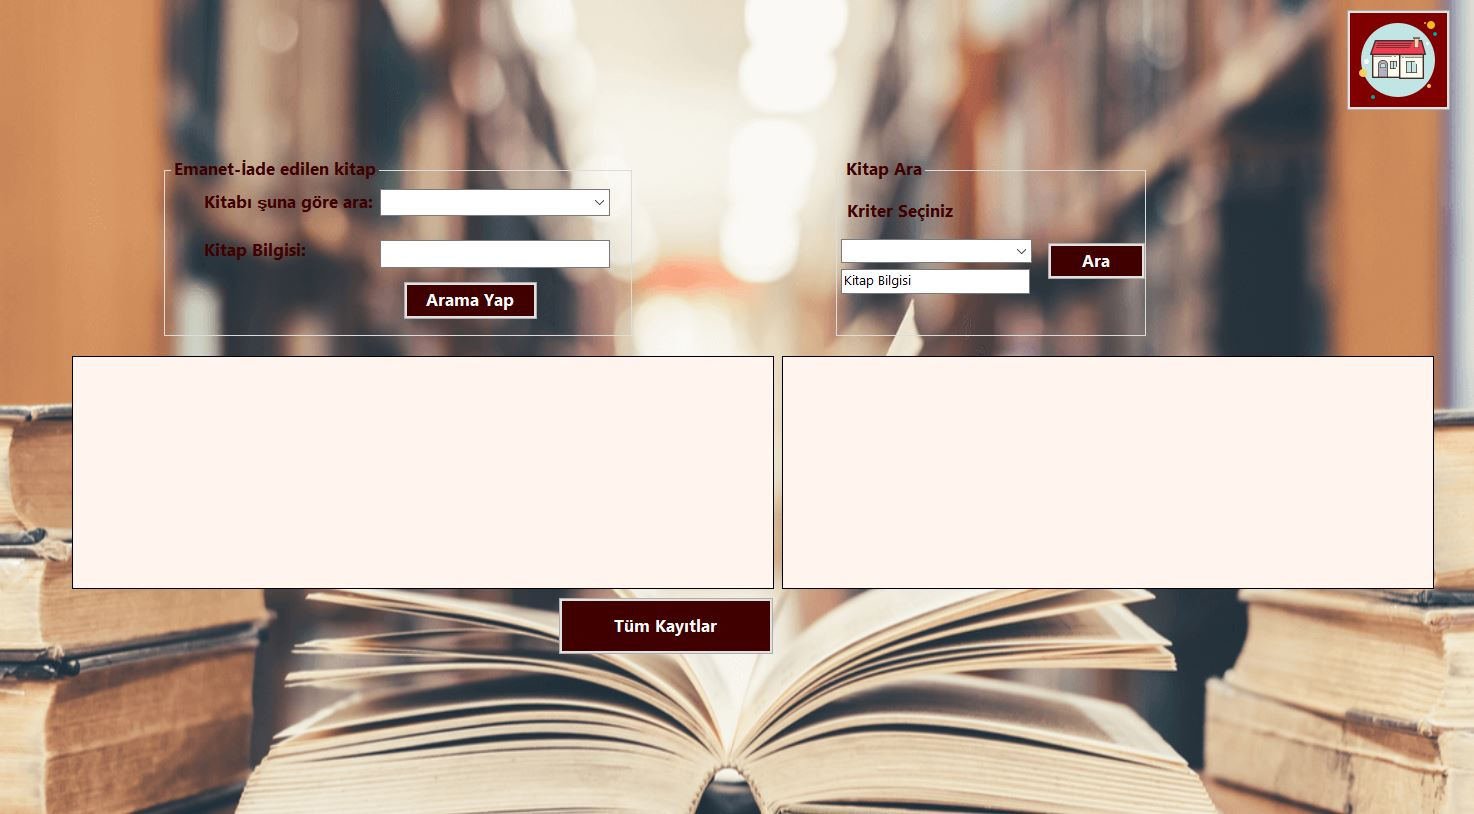 Emanet-İade edilen kitap
Kitabı şuna göre ara:
Kitap Bilgisi:
Arama Yap
Kitap Ara
Kriter Seçiniz
Kitap Bilgisi
Ara
Tüm Kayıtlar